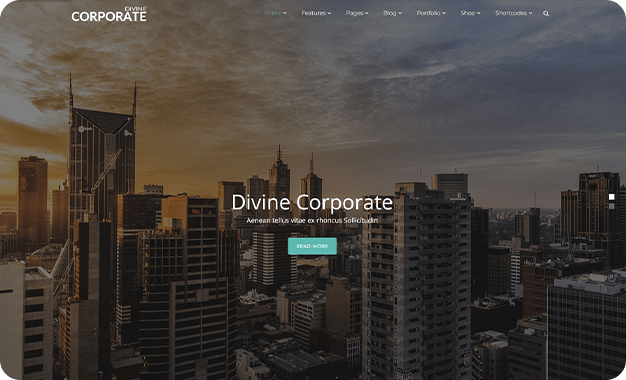 DIVINE
CORPORATE
Home Features Pages Blog Portfolio Shop Shortcodes
Divine Corporate
Aenean tellus vitae ex rhoncus Sollicitudin
READ MORE